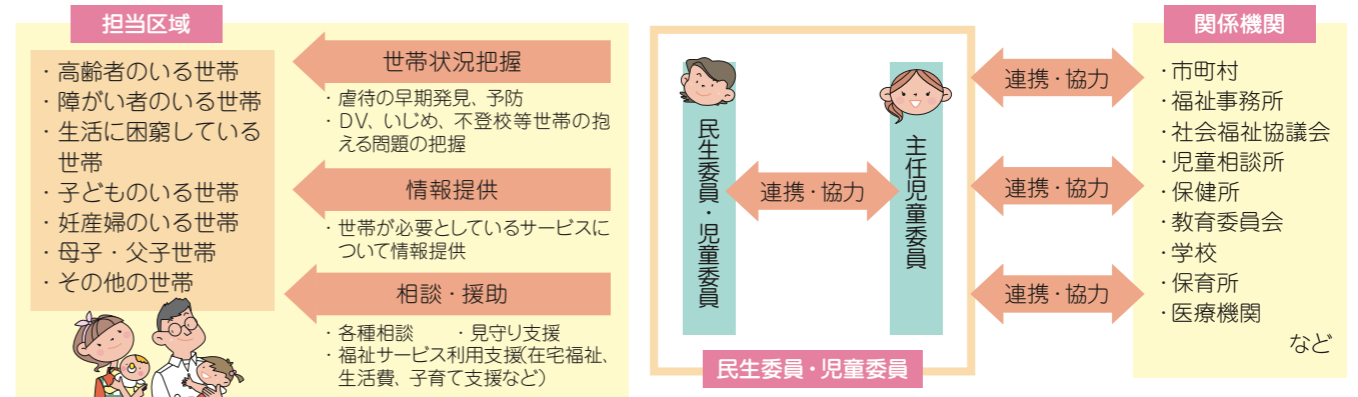 担当区域
・高齢者のいる世帯
・障がい者のいる世帯
・生活に困窮している
世帯
・子どものいる世帯
・妊産婦のいる世帯
・母子・父子世帯
・その他の世帯
世帯状況把握
・虐待の早期発見、予防
・DV、いじめ、不登校等世帯の抱
える問題の把握
情報提供
・世帯が必要としているサービスに
ついて情報提供
相談・援助
・各種相談　・見守り支援
・福祉サービス利用支援(在宅福祉、
生活費、子育て支援など)
民生委員・児童委員
連携・協力
主任児童委員
民生委員・児童委員
連携・協力
連携・協力
連携・協力
関係機関
・市町村
・福祉事務所
・社会福祉協議会
・児童相談所
・保健所
・教育委員会
・学校
・保育所
・医療機関
など